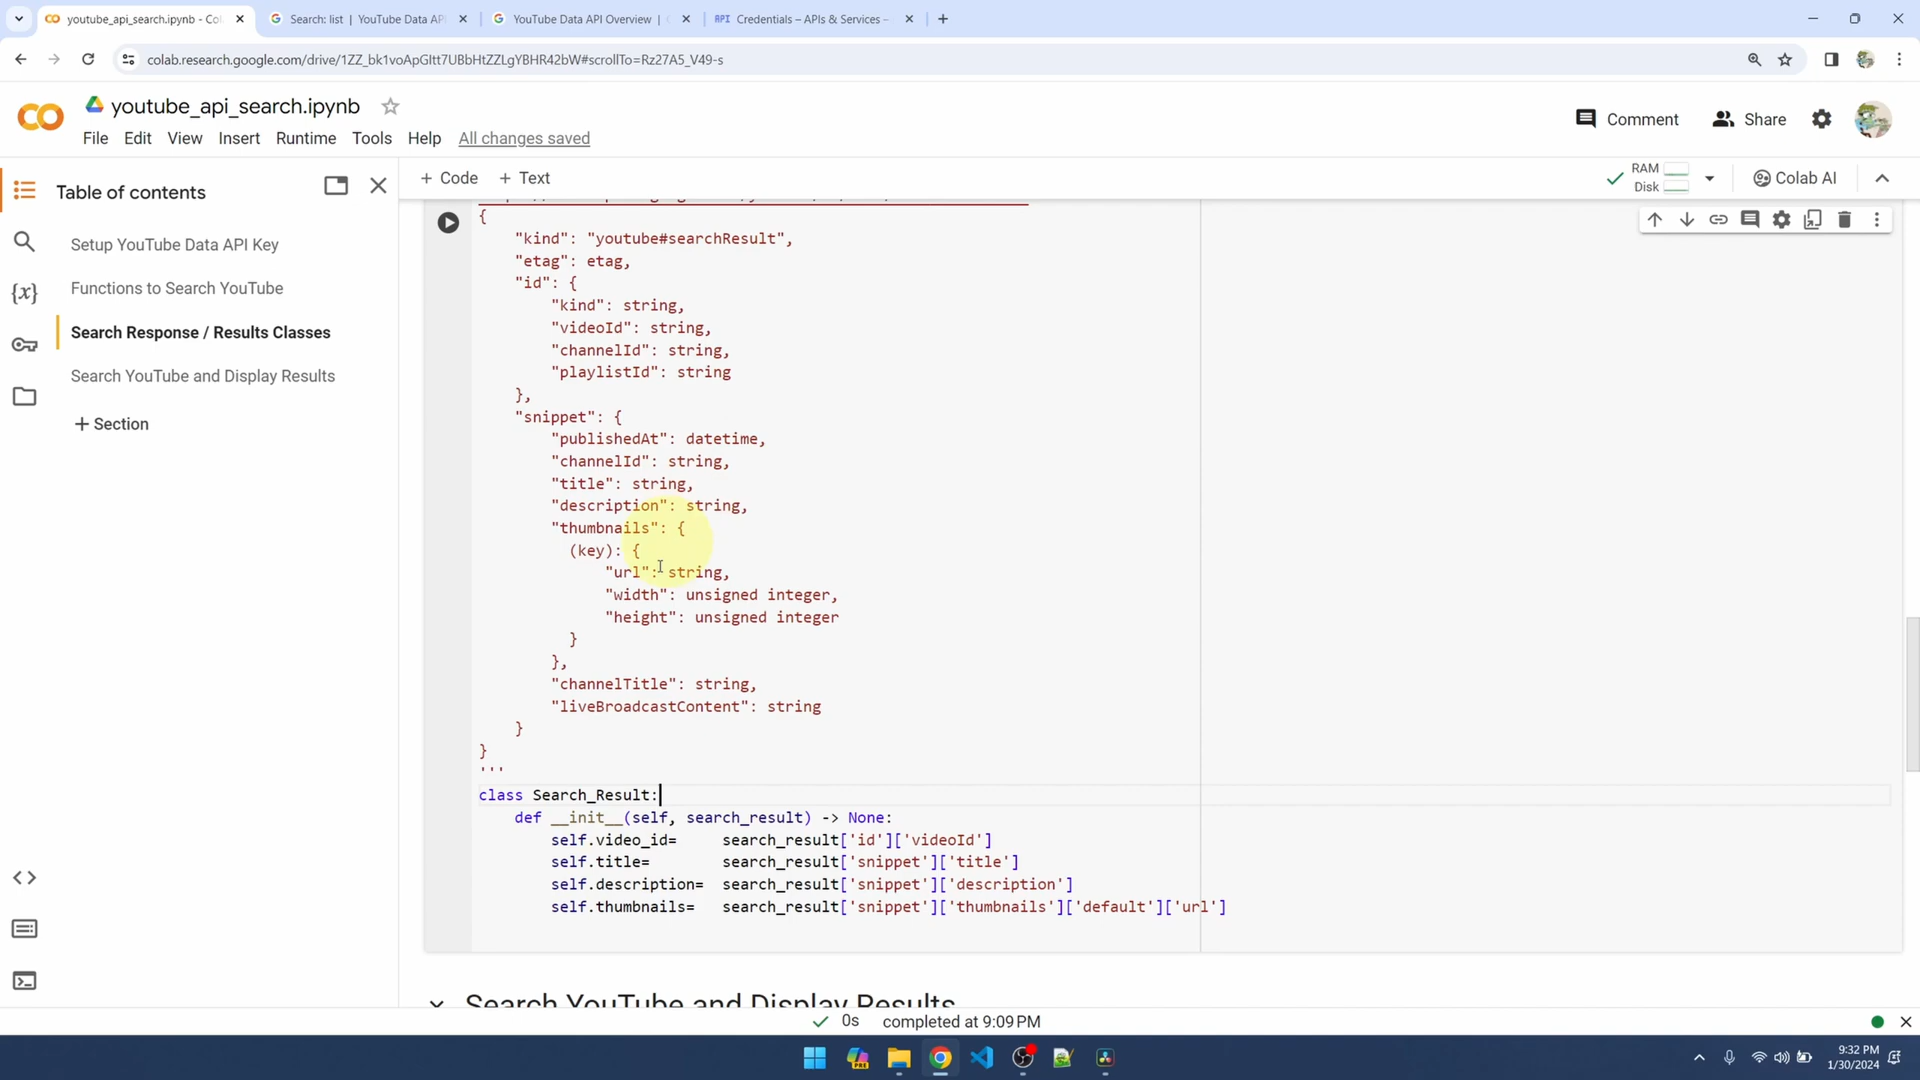 youtube_api_search.ipynb - Col
Search: list | YouTube Data AP
YouTube Data API Overview |
API Credentials – APIs & Services –
colab.research.google.com/drive/1ZZ_bk1voApGItt7UBbHtZZLgYBHR42bW#scrollTo=Rz27A5_V49-s
CO
youtube_api_search.ipynb
File Edit View Insert Runtime Tools Help All changes saved
Comment
Share
Table of contents
+ Code + Text
RAM
Disk
Colab AI
Setup YouTube Data API Key
Functions to Search YouTube
Search Response / Results Classes
Search YouTube and Display Results
+ Section
{x}
{
"kind": "youtube#searchResult",
"etag": etag,
"id": {
"kind": string,
"videoId": string,
"channelId": string,
"playlistId": string
},
"snippet": {
"publishedAt": datetime,
"channelId": string,
"title": string,
"description": string,
"thumbnails": {
(key): {
"url": string,
"width": unsigned integer,
"height": unsigned integer
}
},
"channelTitle": string,
"liveBroadcastContent": string
}
}
'''
class Search_Result:
def __init__(self, search_result) -> None:
self.video_id= search_result['id']['videoId']
self.title= search_result['snippet']['title']
self.description= search_result['snippet']['description']
self.thumbnails= search_result['snippet']['thumbnails']['default']['url']
Search YouTube and Display Results
0s completed at 9:09 PM
PRE
9:32 PM
1/30/2024